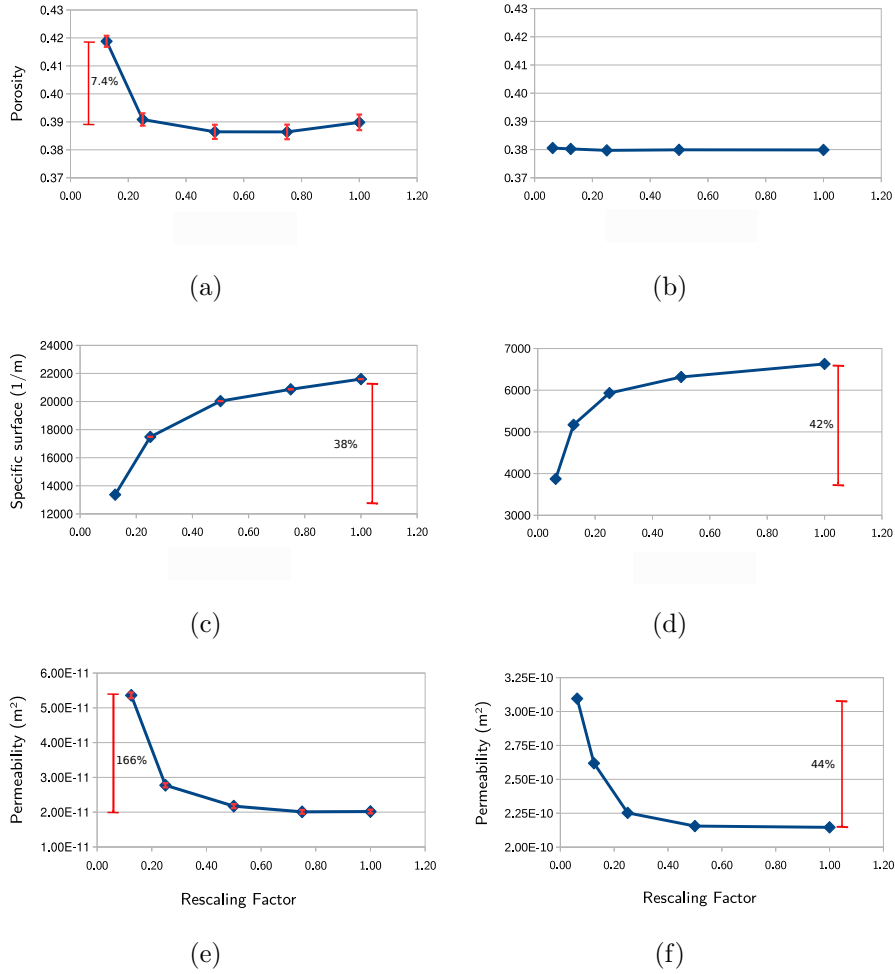 Porosity
0.43
0.42
0.41
0.40
0.39
0.38
0.37
7.4%
0.00 0.20 0.40 0.60 0.80 1.00 1.20
(a)
0.43
0.42
0.41
0.40
0.39
0.38
0.37
0.00 0.20 0.40 0.60 0.80 1.00 1.20
(b)
Specific surface (1/m)
24000
22000
20000
18000
16000
14000
12000
38%
0.00 0.20 0.40 0.60 0.80 1.00 1.20
(c)
7000
6000
5000
4000
3000
42%
0.00 0.20 0.40 0.60 0.80 1.00 1.20
(d)
Permeability (m²)
6.00E-11
5.00E-11
4.00E-11
3.00E-11
2.00E-11
1.00E-11
166%
0.00 0.20 0.40 0.60 0.80 1.00 1.20
Rescaling Factor
(e)
Permeability (m²)
3.25E-10
3.00E-10
2.75E-10
2.50E-10
2.25E-10
2.00E-10
44%
0.00 0.20 0.40 0.60 0.80 1.00 1.20
Rescaling Factor
(f)